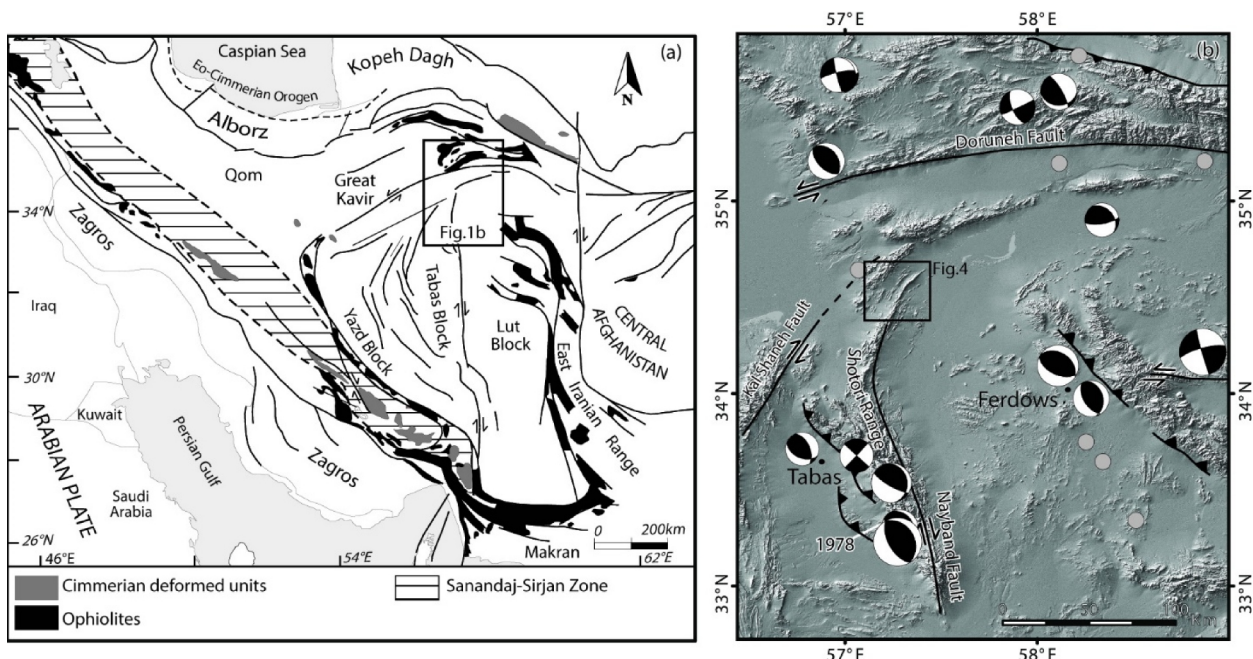 (a)
Caspian Sea
Kopeh Dagh
Eo-Cimmerian Orogen
N
Alborz
Qom
Great
Kavir
34°N
Fig.1b
Zagros
Iraq
Tabas Block
Yazd Block
Lut
Block
CENTRAL
AFGHANISTAN
East
Iranian
Range
30°N
Kuwait
ARABIAN PLATE
Persian Gulf
Zagros
Saudi
Arabia
0 200km
26°N
Makran
46°E
54°E
62°E
Cimmerian deformed units
Sanandaj-Sirjan Zone
Ophiolites
57°E
58°E
(b)
Doruneh Fault
35°N
35°N
Fig.4
Kal Shaneh Fault
Shotori Range
34°N
34°N
Ferdows
Tabas
1978
Nayband Fault
33°N
33°N
0 50 100
km
57°E
58°E